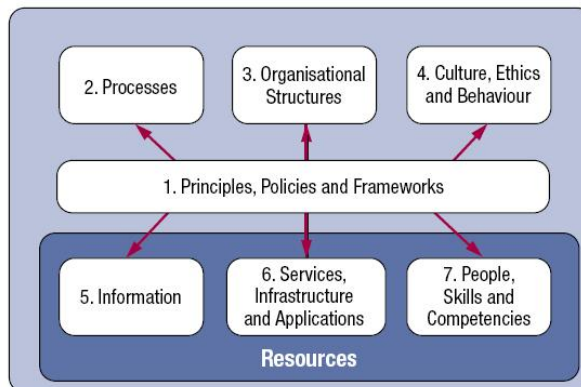 2. Processes
3. Organisational
Structures
4. Culture, Ethics
and Behaviour
1. Principles, Policies and Frameworks
5. Information
6. Services,
Infrastructure
and Applications
7. People,
Skills and
Competencies
Resources